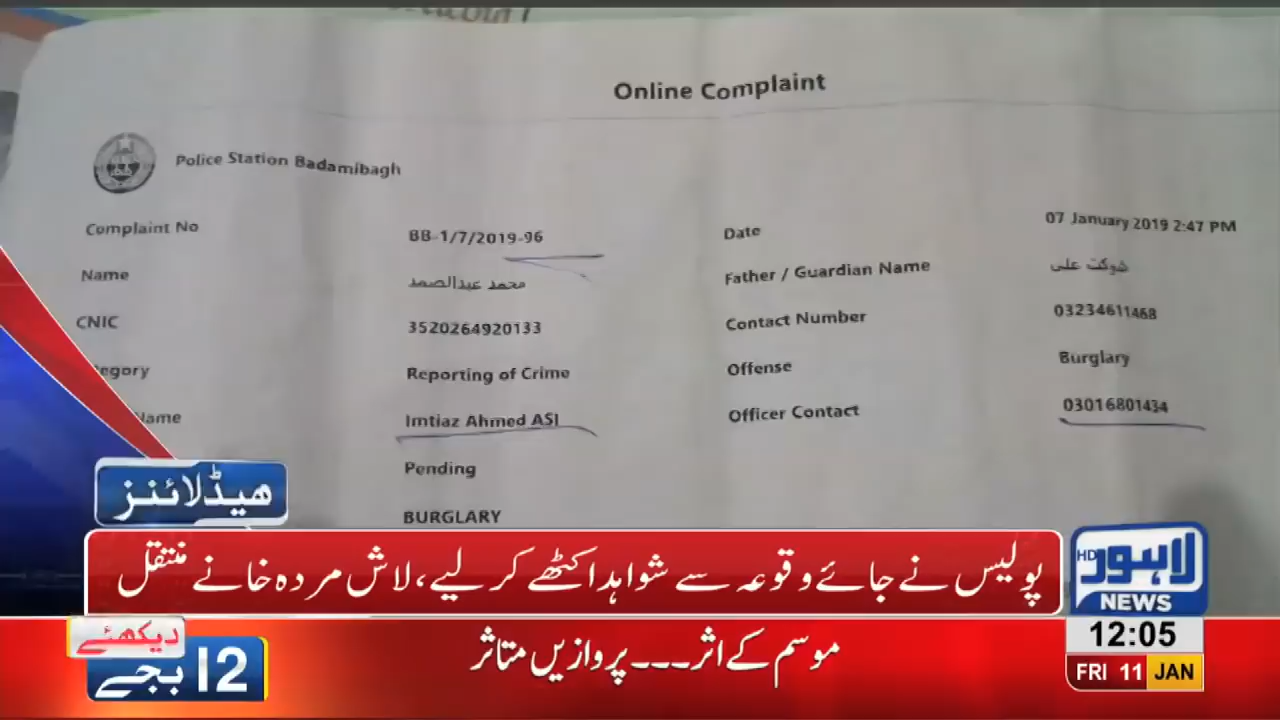 Online Complaint
Police Station Badamibagh
Complaint No BB-1/7/2019-96 Date 07 January 2019 2:47 PM
Name محمد عبدالصمد Father / Guardian Name شوکت علی
CNIC 3520264920133 Contact Number 03234611468
egory Reporting of Crime Offense Burglary
Name Imtiaz Ahmed ASI Officer Contact 03016801434
Pending
BURGLARY
ھیڈلائنز
پولیس نے جائے وقوعہ سے شواہد اکٹھے کر لیے، لاش مردہ خانے منتقل
HD لاہور
NEWS
دیکھئے
12 بجے
موسم کے اثر۔۔۔ پروازیں متاثر
12:05
FRI 11 JAN